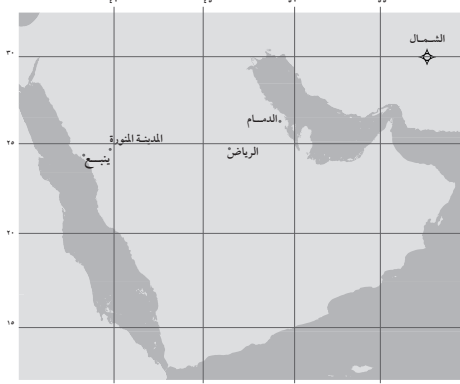 الشمال
٣٠
الدمام
المدينة المنورة
٢٥
الرياض
ينبع
٢٠
١٥